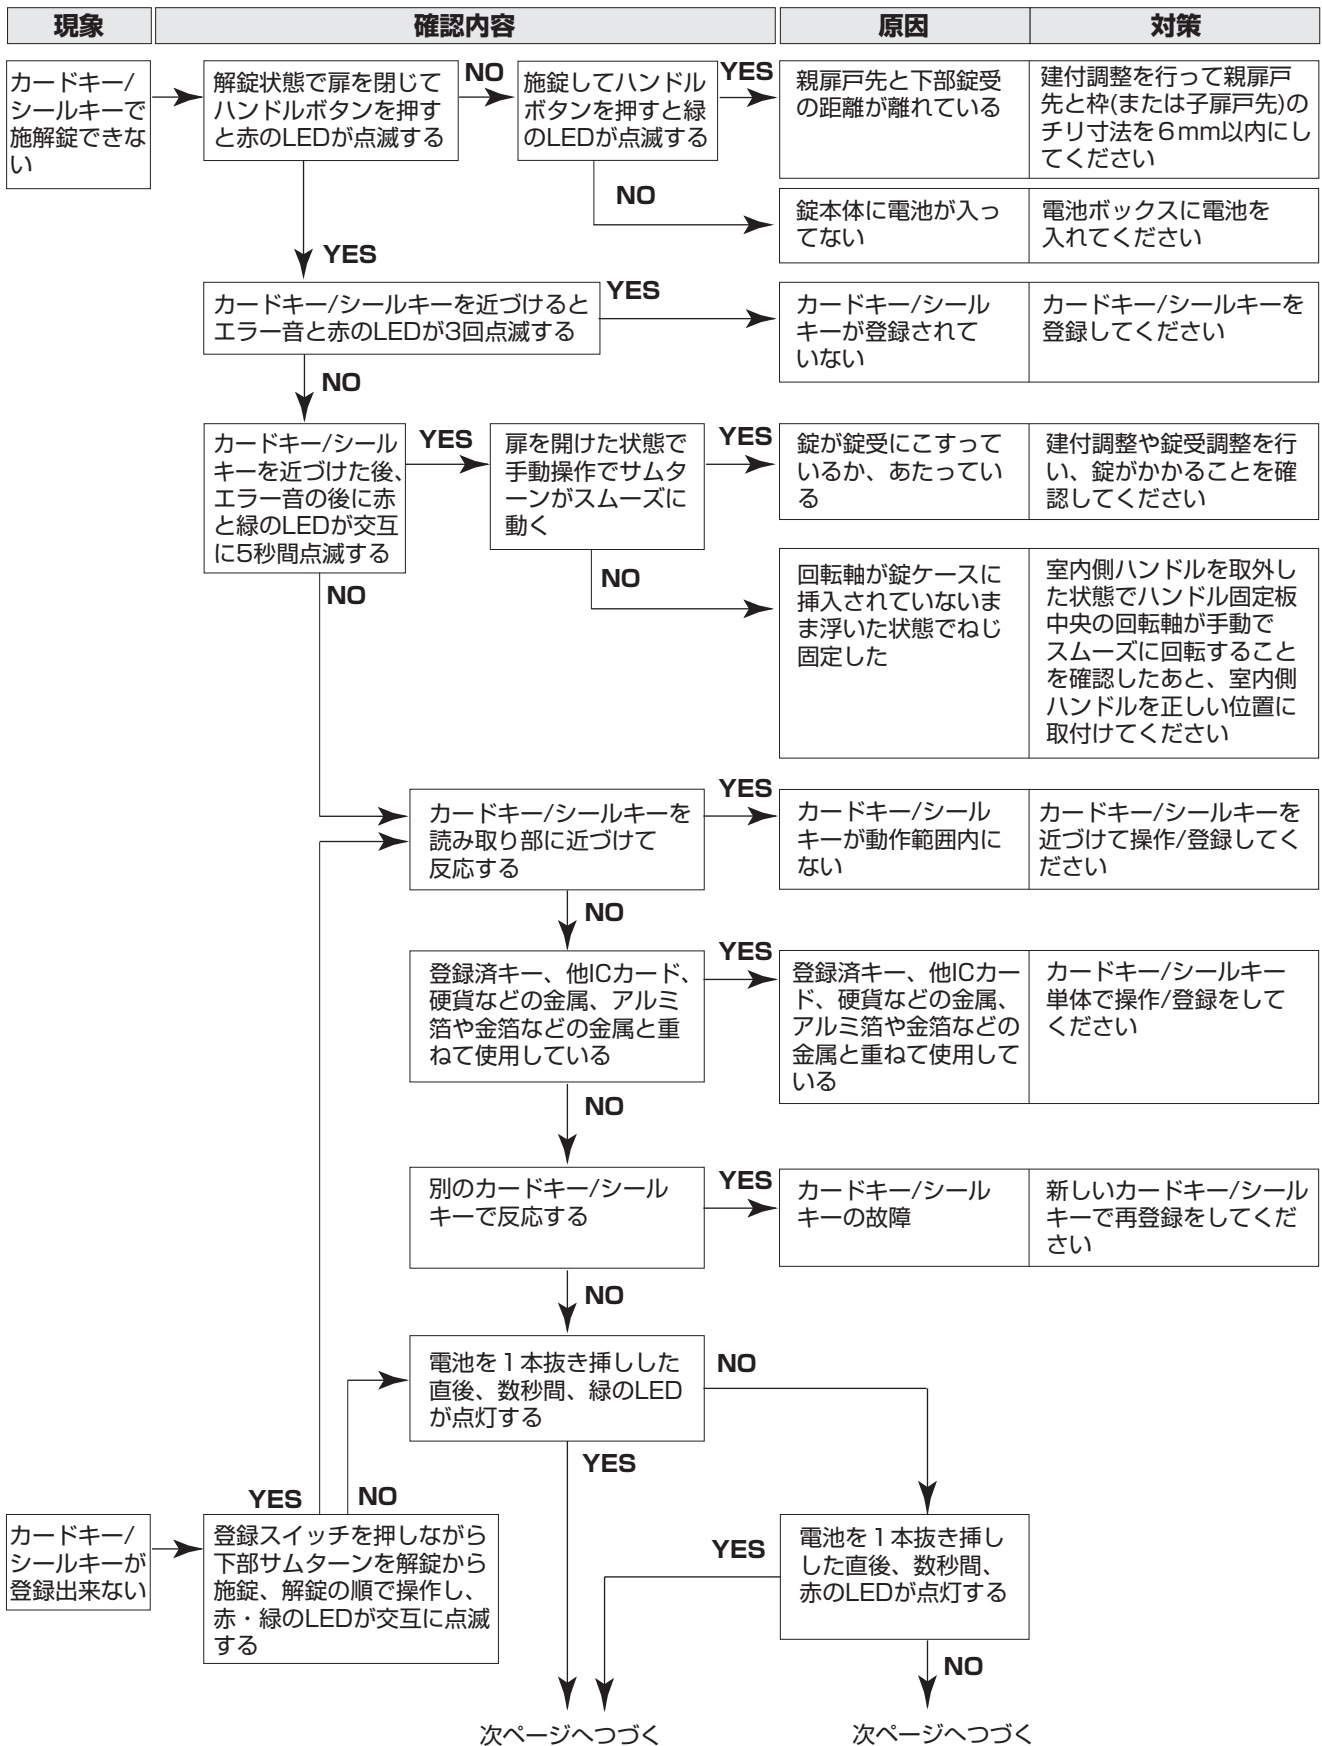 現象
確認内容
原因
対策
カードキー/
シールキーで
施解錠できな
い
解錠状態で扉を閉じて
ハンドルボタンを押す
と赤のLEDが点滅する
NO
施錠してハンドル
ボタンを押すと緑
のLEDが点滅する
YES
親扉戸先と下部錠受
の距離が離れている
建付調整を行って親扉戸
先と枠(または子扉戸先)の
チリ寸法を６mm以内にし
てください
NO
錠本体に電池が入っ
てない
電池ボックスに電池を
入れてください
YES
カードキー/シールキーを近づけると
エラー音と赤のLEDが3回点滅する
YES
カードキー/シール
キーが登録されて
いない
カードキー/シールキーを
登録してください
NO
カードキー/シール
キーを近づけた後、
エラー音の後に赤
と緑のLEDが交互
に5秒間点滅する
YES
扉を開けた状態で
手動操作でサムタ
ーンがスムーズに
動く
YES
錠が錠受にこすって
いるか、あたってい
る
建付調整や錠受調整を行
い、錠がかかることを確
認してください
NO
回転軸が錠ケースに
挿入されていないま
ま浮いた状態でねじ
固定した
室内側ハンドルを取外し
た状態でハンドル固定板
中央の回転軸が手動で
スムーズに回転すること
を確認したあと、室内側
ハンドルを正しい位置に
取付けてください
NO
カードキー/シールキーを
読み取り部に近づけて
反応する
YES
カードキー/シール
キーが動作範囲内に
ない
カードキー/シールキーを
近づけて操作/登録してく
ださい
NO
登録済キー、他ICカード、
硬貨などの金属、アルミ
箔や金箔などの金属と重
ねて使用している
YES
登録済キー、他ICカー
ド、硬貨などの金属、
アルミ箔や金箔などの
金属と重ねて使用して
いる
カードキー/シールキー
単体で操作/登録をして
ください
NO
別のカードキー/シール
キーで反応する
YES
カードキー/シール
キーの故障
新しいカードキー/シール
キーで再登録をしてくだ
さい
NO
電池を１本抜き挿しした
直後、数秒間、緑のLED
が点灯する
NO
YES
YES
NO
カードキー/
シールキーが
登録出来ない
登録スイッチを押しながら
下部サムターンを解錠から
施錠、解錠の順で操作し、
赤・緑のLEDが交互に点滅
する
YES
電池を１本抜き挿し
した直後、数秒間、
赤のLEDが点灯する
NO
次ページへつづく
次ページへつづく